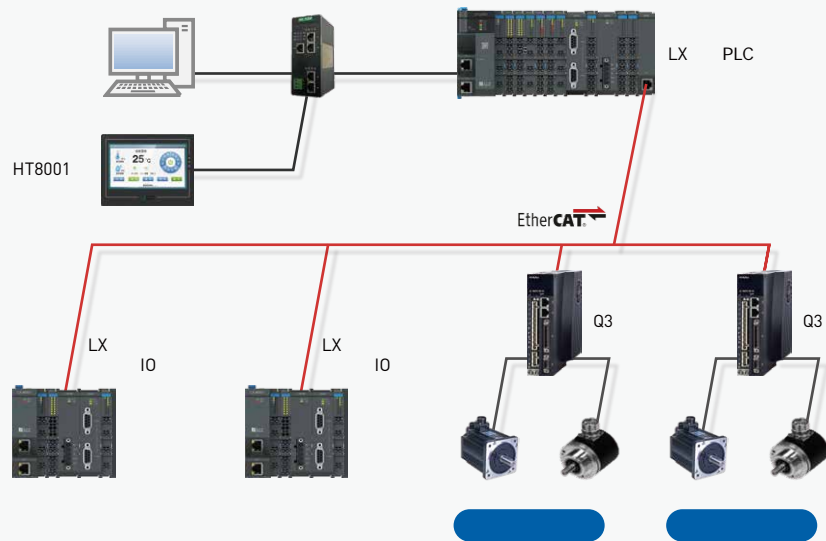 LX PLC
HT8001
25 °C
EtherCAT®
Q3
Q3
LX
IO
LX
IO